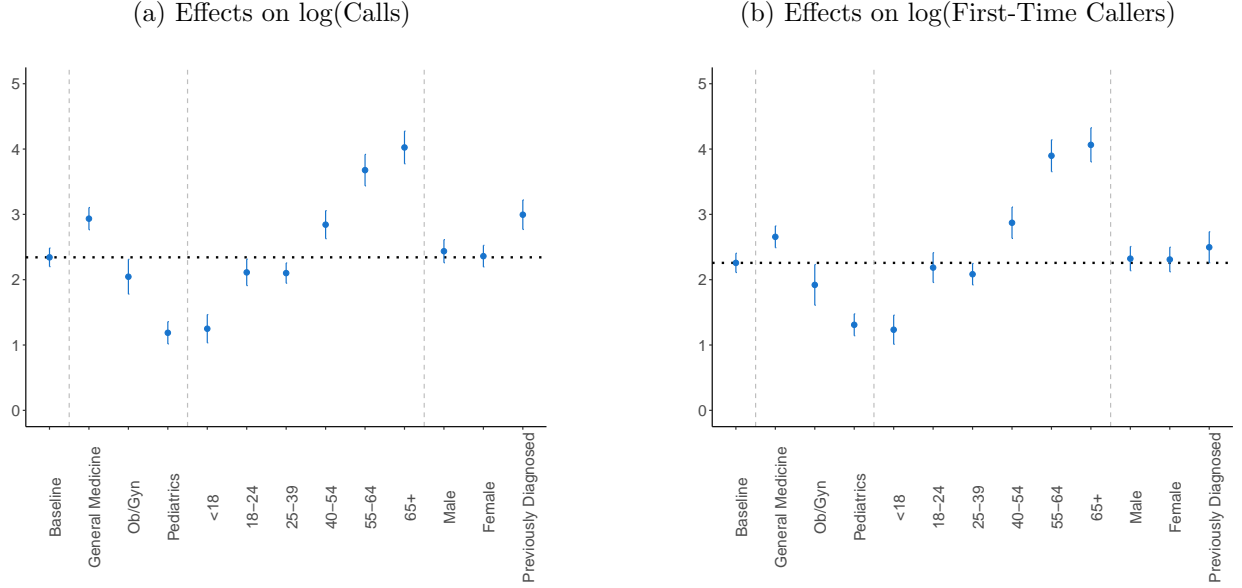 (a) Effects on log(Calls)
5
4
3
2
1
0
Baseline
General Medicine
Ob/Gyn
Pediatrics
<18
18−24
25−39
40−54
55−64
65+
Male
Female
Previously Diagnosed
(b) Effects on log(First-Time Callers)
5
4
3
2
1
0
Baseline
General Medicine
Ob/Gyn
Pediatrics
<18
18−24
25−39
40−54
55−64
65+
Male
Female
Previously Diagnosed